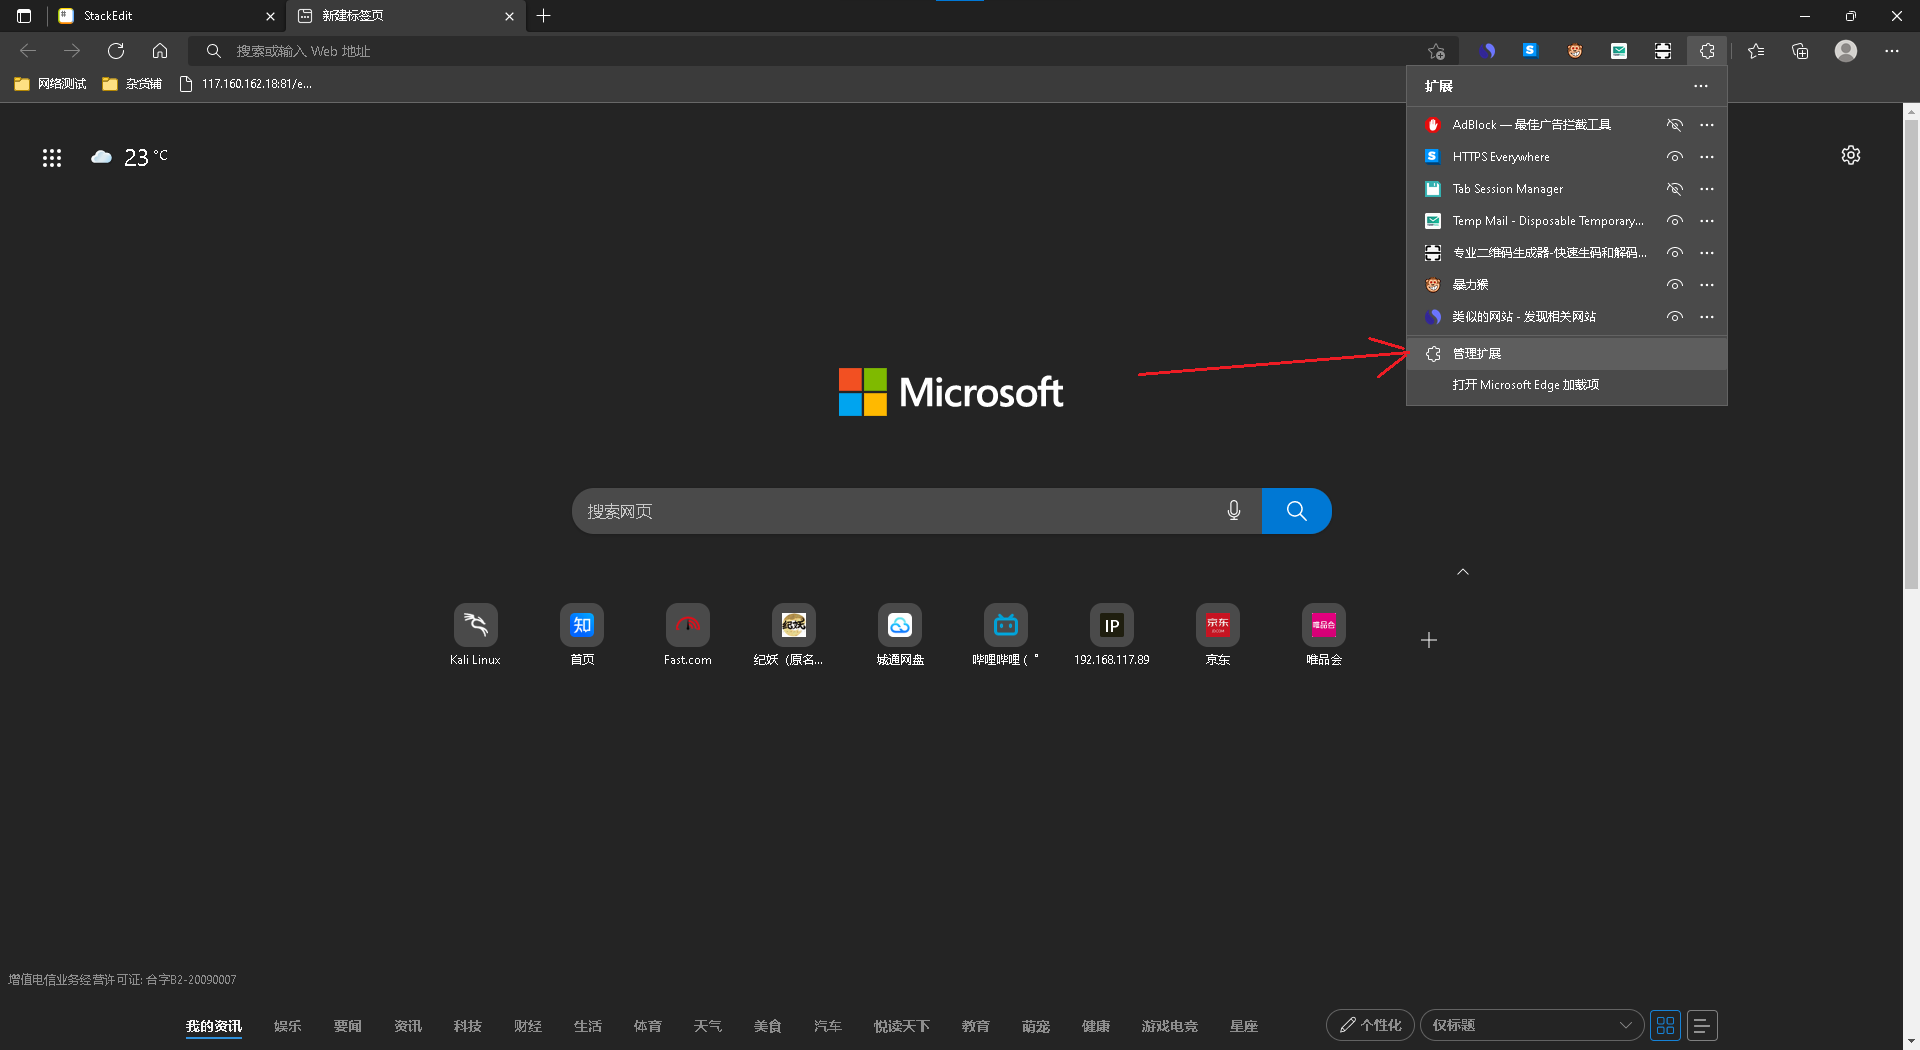 StackEdit
新建标签页
搜索或输入 Web 地址
网络测试
杂货铺
117.160.162.18:81/e...
扩展
AdBlock — 最佳广告拦截工具
HTTPS Everywhere
Tab Session Manager
Temp Mail - Disposable Temporary...
专业二维码生成器-快速生码和解码...
暴力猴
类似的网站 - 发现相关网站
管理扩展
打开 Microsoft Edge 加载项
23 °C
Microsoft
搜索网页
Kali Linux
知
首页
Fast.com
纪妖
纪妖（原名...
城通网盘
哔哩哔哩 ( ゜
IP
192.168.117.89
京东
京东
唯品会
唯品会
增值电信业务经营许可证: 合字B2-20090007
我的资讯
娱乐
要闻
资讯
科技
财经
生活
体育
天气
美食
汽车
悦读天下
教育
萌宠
健康
游戏电竞
星座
个性化
仅标题